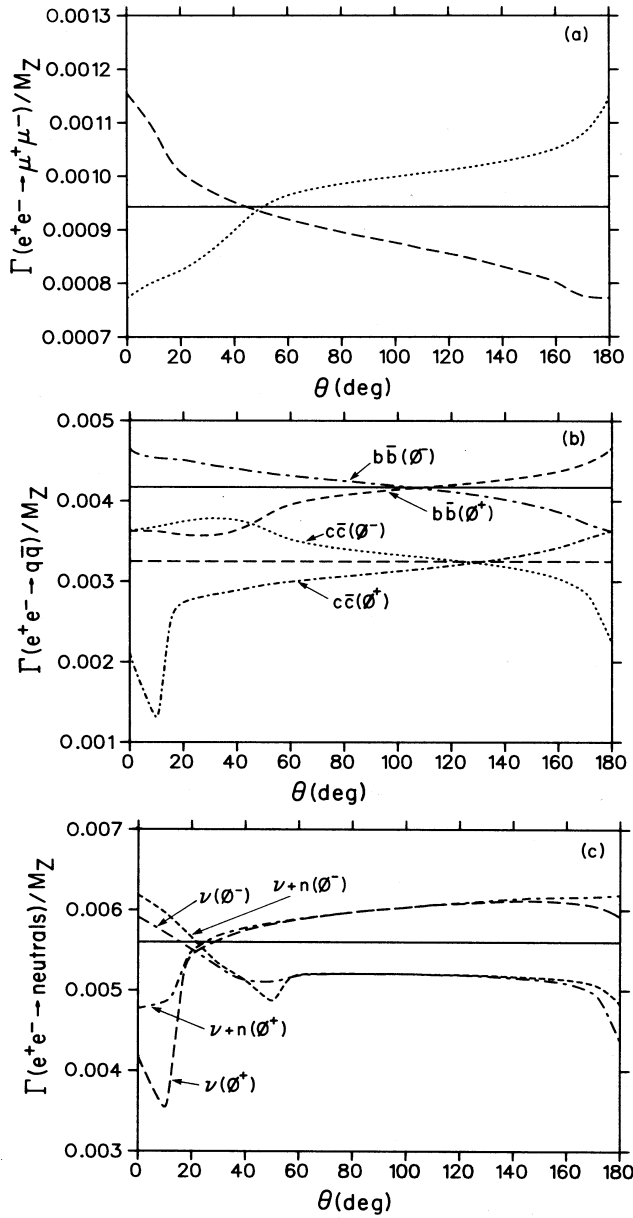 0.0013
(a)
0.0012
0.0011
0.0010
0.0009
0.0008
0.0007
Γ(e⁺e⁻→μ⁺μ⁻)/M_Z
0 20 40 60 80 100 120 140 160 180
θ(deg)
0.005
(b)
bb̄(Ø⁻)
0.004
bb̄(Ø⁺)
cc̄(Ø⁻)
0.003
cc̄(Ø⁺)
0.002
0.001
Γ(e⁺e⁻→qq̄)/M_Z
0 20 40 60 80 100 120 140 160 180
θ(deg)
0.007
(c)
ν(Ø⁻)
ν+n(Ø⁻)
0.006
0.005
ν+n(Ø⁺)
0.004
ν(Ø⁺)
0.003
Γ(e⁺e⁻→neutrals)/M_Z
0 20 40 60 80 100 120 140 160 180
θ(deg)